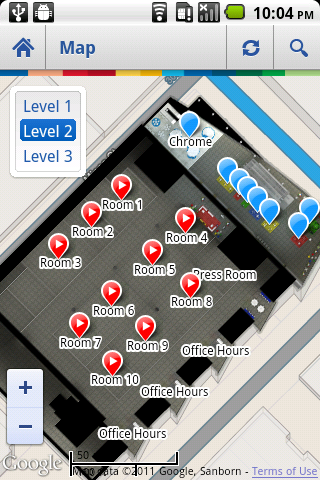 10:04 PM
Map
Level 1
Level 2
Level 3
Chrome
Room 1
Room 2
Room 4
Room 3
Room 5
Press Room
Room 6
Room 8
Room 7
Room 9
Office Hours
Room 10
Office Hours
Office Hours
+
−
50
Google
Map data ©2011 Google, Sanborn - Terms of Use